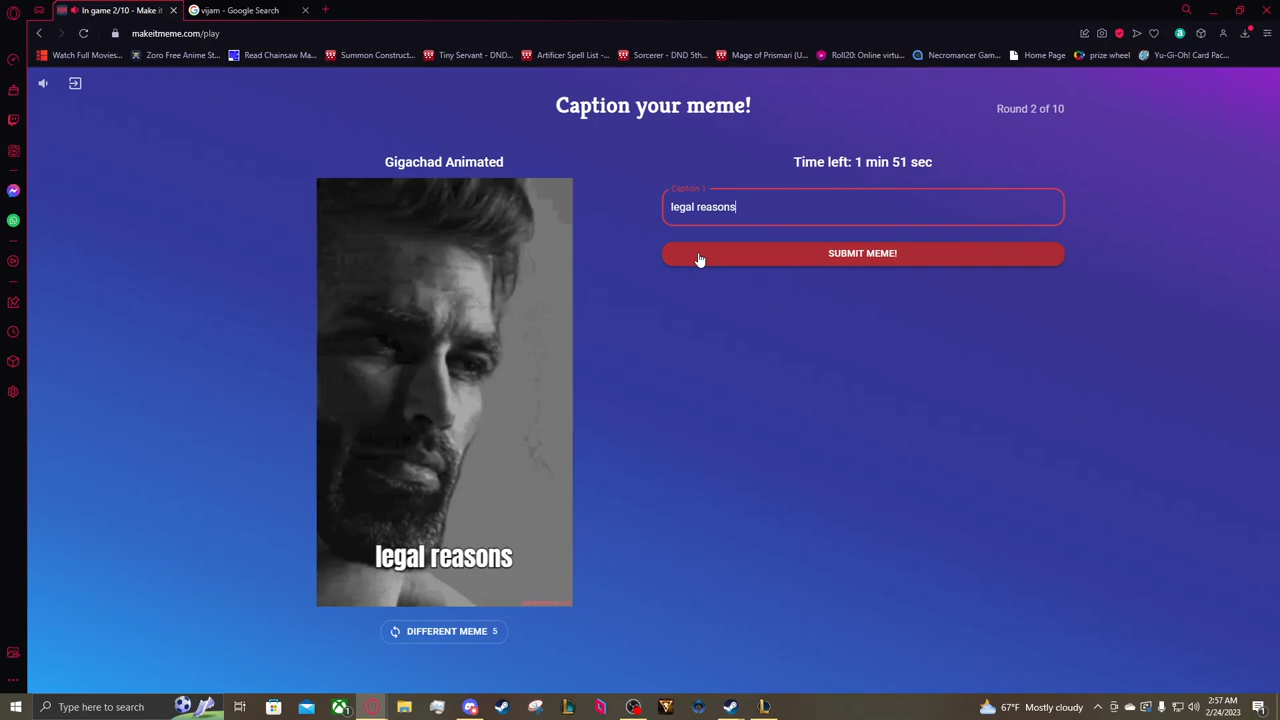 In game 2/10 - Make it
vijam - Google Search
makeitmeme.com/play
Watch Full Movies...
Zoro Free Anime St...
Read Chainsaw Ma...
Summon Construct...
Tiny Servant - DND...
Artificer Spell List -...
Sorcerer - DND 5th...
Mage of Prismari (U...
Roll20: Online virtu...
Necromancer Gam...
Home Page
prize wheel
Yu-Gi-Oh! Card Pac...
Caption your meme!
Round 2 of 10
Gigachad Animated
Time left: 1 min 51 sec
Caption 1
legal reasons
SUBMIT MEME!
legal reasons
DIFFERENT MEME 5
Type here to search
67°F Mostly cloudy
2:57 AM
2/24/2023